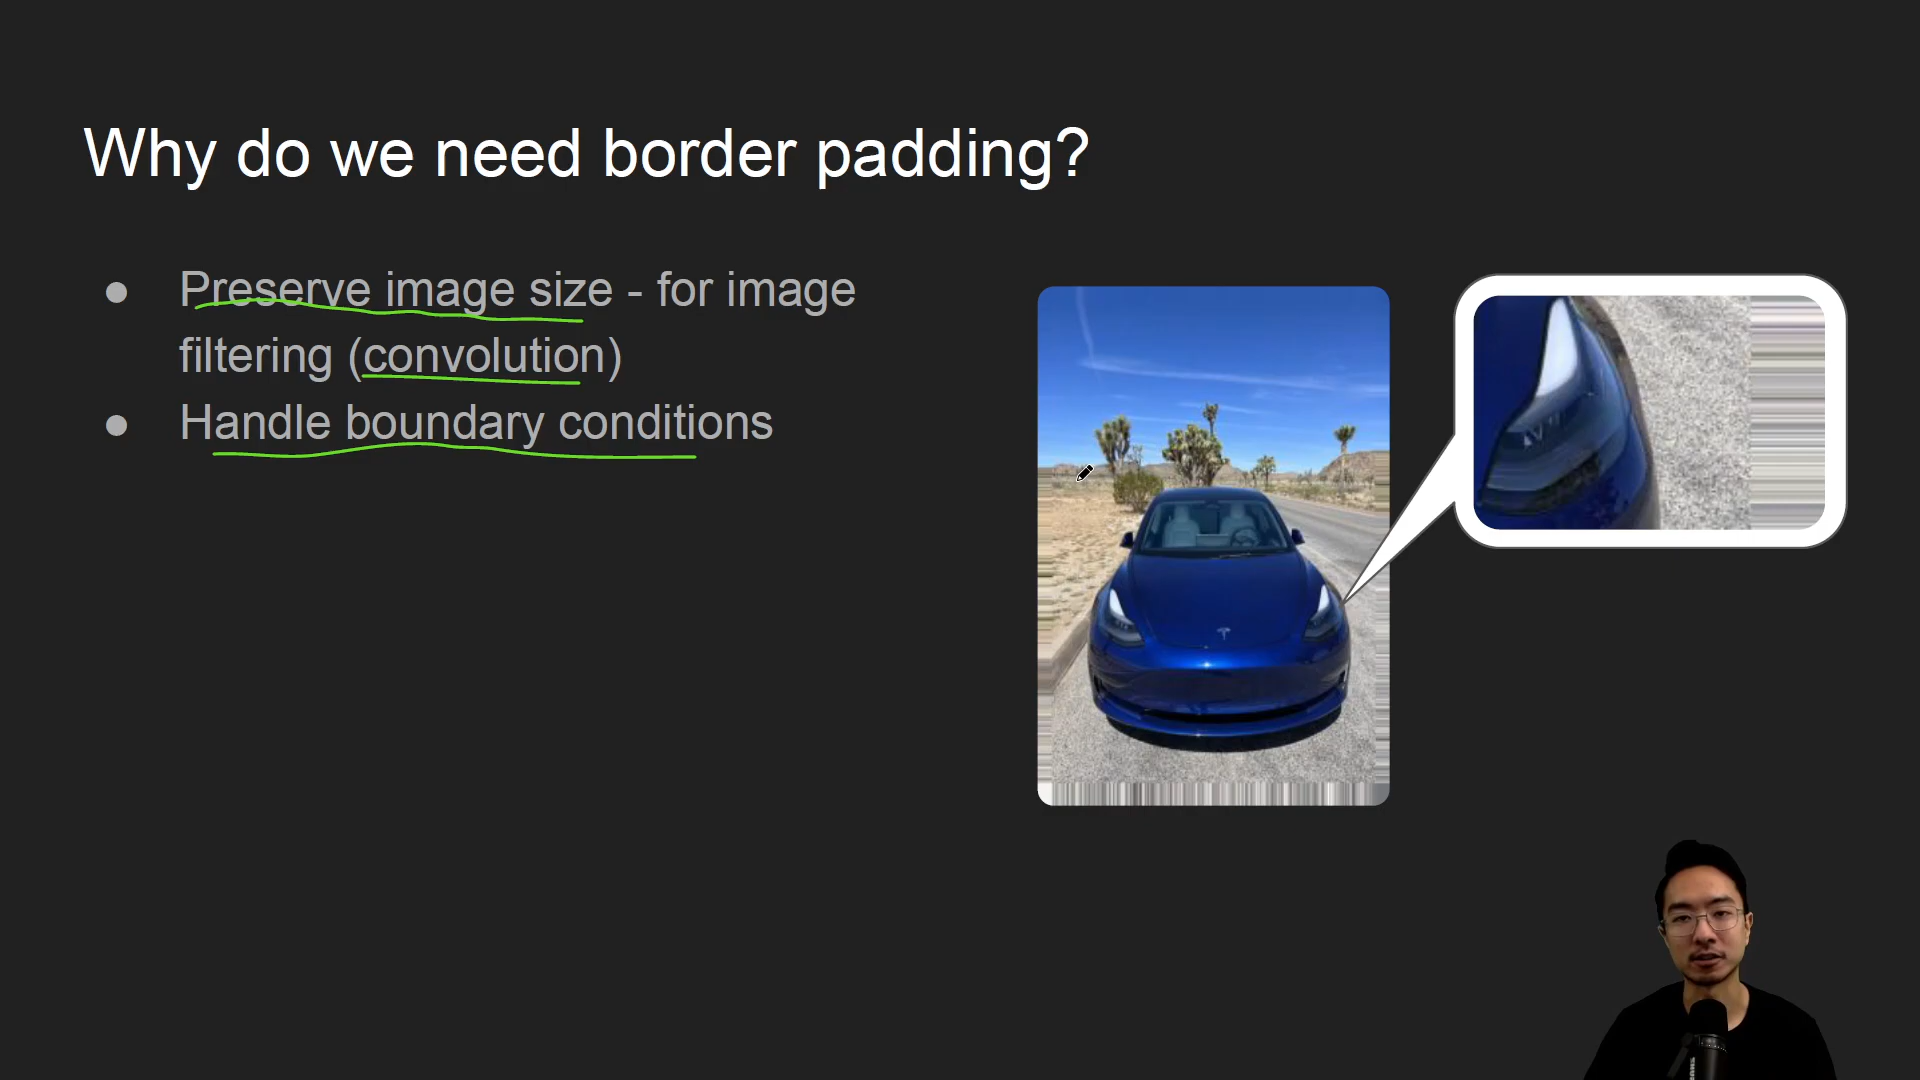 Why do we need border padding?
● Preserve image size - for image
filtering (convolution)
● Handle boundary conditions